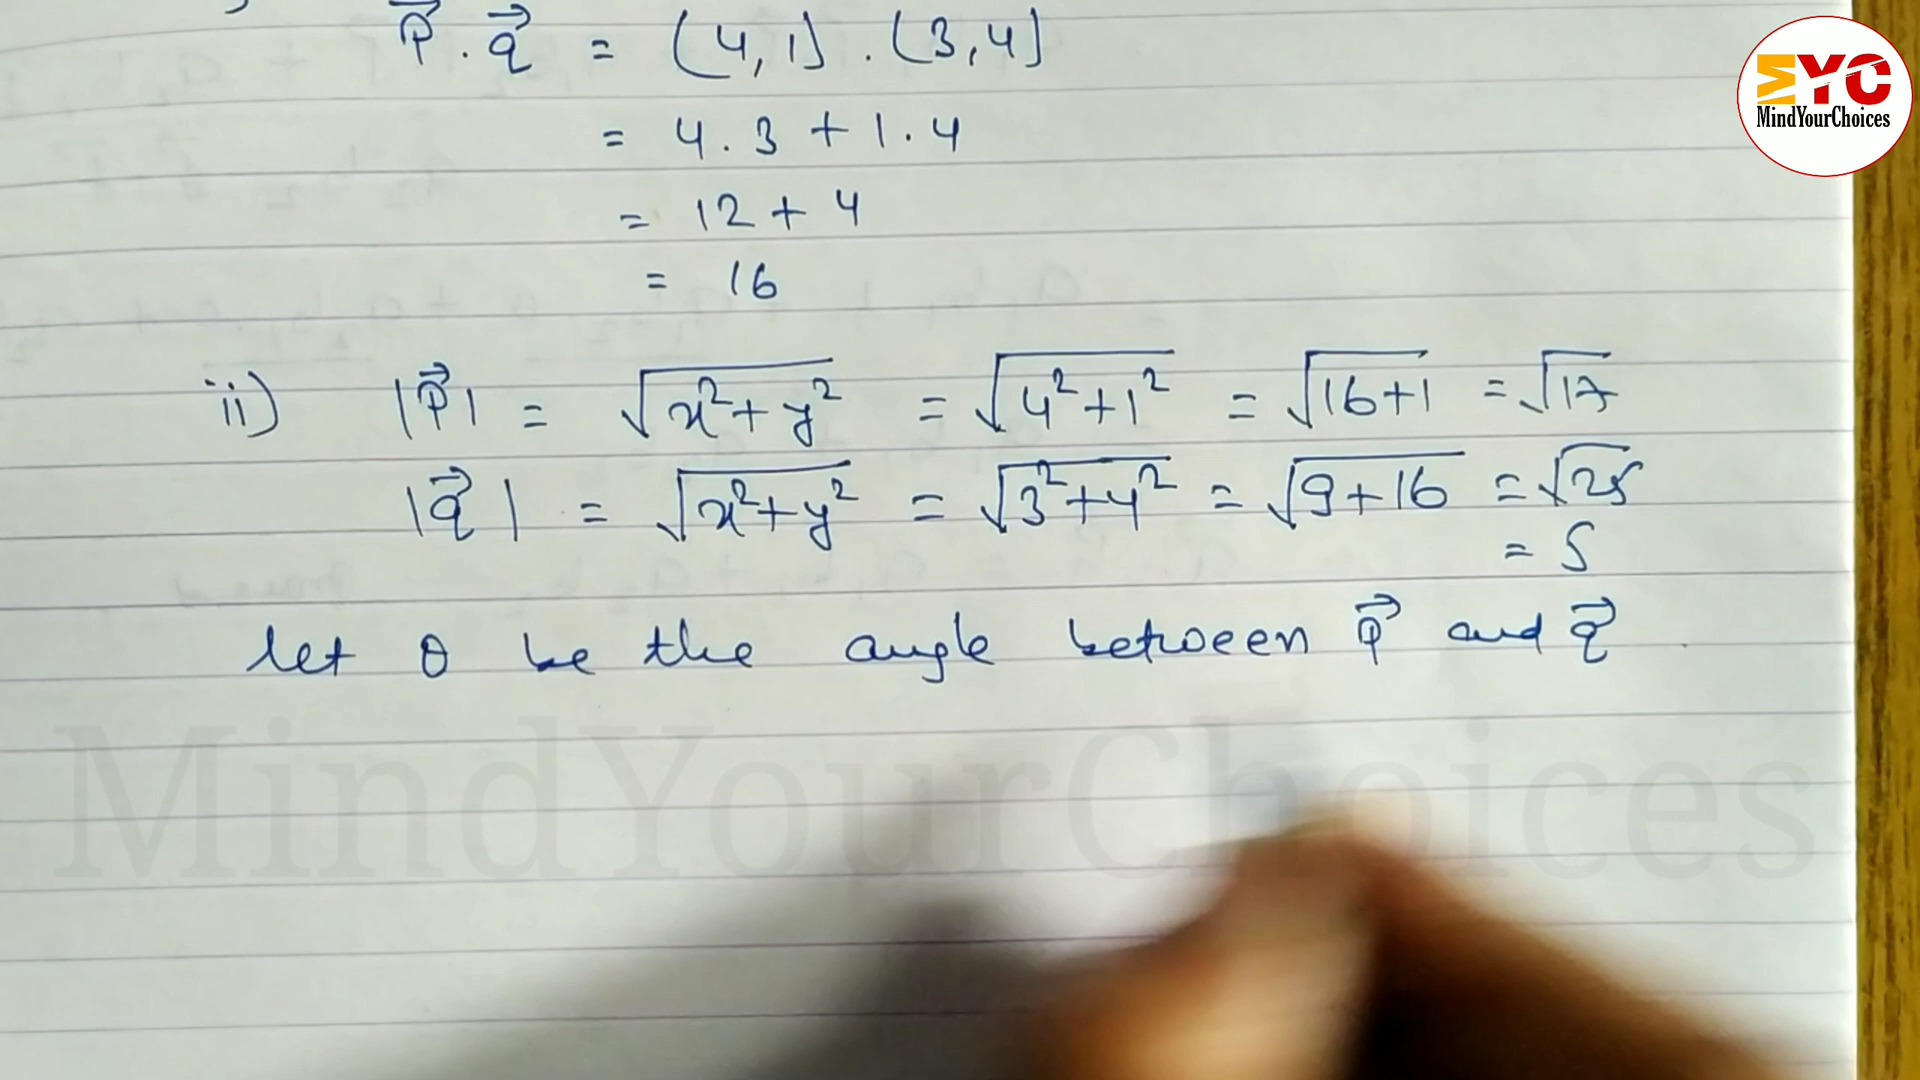 p⃗ . q⃗ = (4,1) . (3,4)
= 4 . 3 + 1 . 4
= 12 + 4
= 16
ii) |p⃗| = √(x²+y²) = √(4²+1²) = √(16+1) = √17
|q⃗| = √(x²+y²) = √(3²+4²) = √(9+16) = √25
= 5
let θ be the angle between p⃗ and q⃗
MYC
MindYourChoices
MindYourChoices